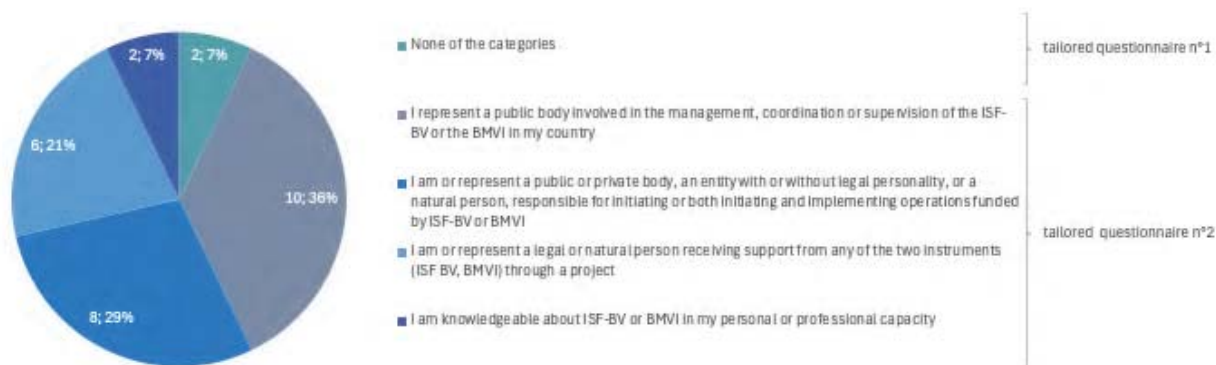 2; 7%
2; 7%
10; 36%
8; 29%
6; 21%
None of the categories
I represent a public body involved in the management, coordination or supervision of the ISF-
BV or the BMVI in my country
I am or represent a public or private body, an entity with or without legal personality, or a
natural person, responsible for initiating or both initiating and implementing operations funded
by ISF-BV or BMVI
I am or represent a legal or natural person receiving support from any of the two instruments
(ISF BV, BMVI) through a project
I am knowledgeable about ISF-BV or BMVI in my personal or professional capacity
tailored questionnaire n°1
tailored questionnaire n°2